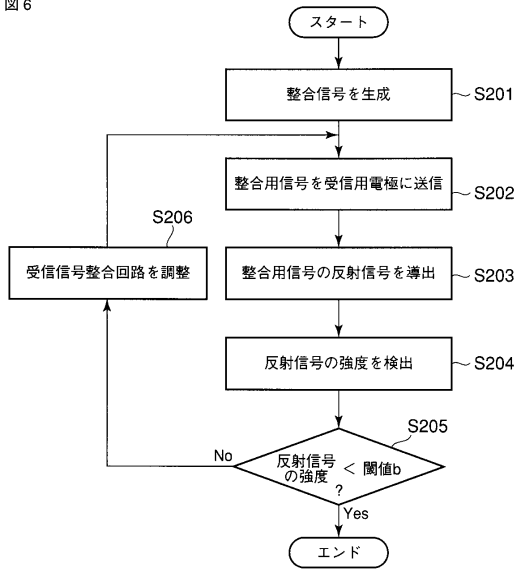 図6
スタート
整合信号を生成
S201
整合用信号を受信用電極に送信
S202
S206
受信信号整合回路を調整
整合用信号の反射信号を導出
S203
反射信号の強度を検出
S204
S205
No
反射信号
の強度 < 閾値b
?
Yes
エンド